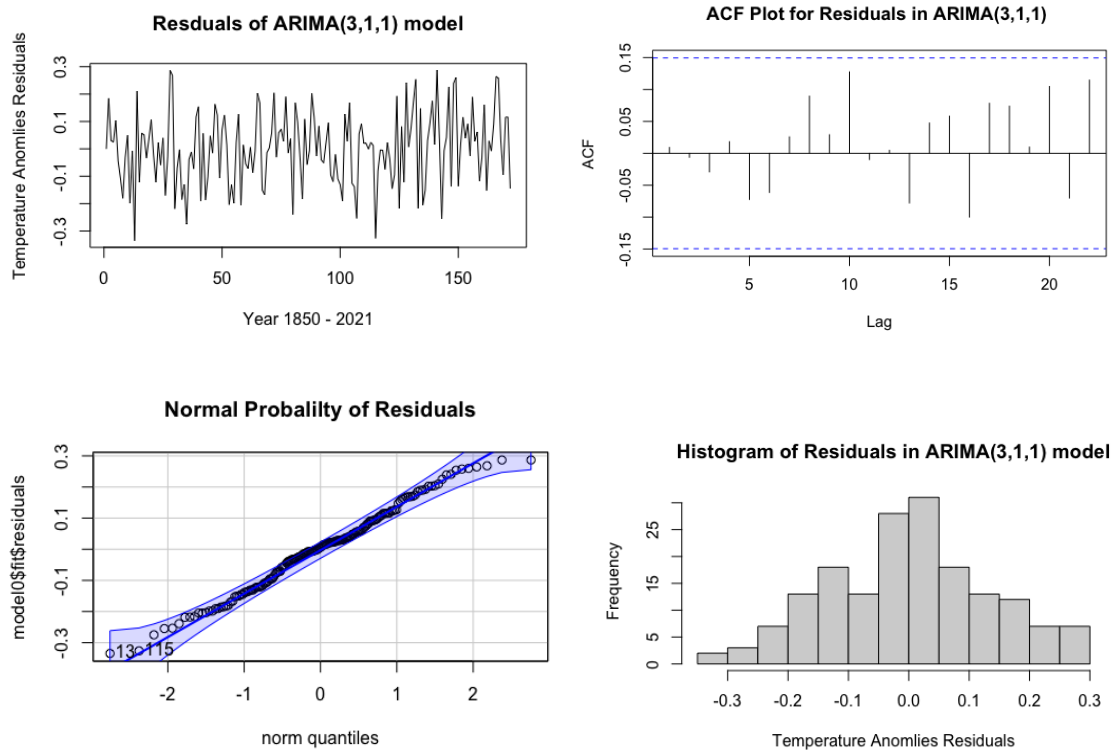 Resduals of ARIMA(3,1,1) model
Temperature Anomlies Residuals
0.3
0.1
-0.1
-0.3
0 50 100 150
Year 1850 - 2021
ACF Plot for Residuals in ARIMA(3,1,1)
ACF
0.15
0.05
-0.05
-0.15
5 10 15 20
Lag
Normal Probalilty of Residuals
model0$fit$residuals
0.3
0.1
-0.1
-0.3
13 115
-2 -1 0 1 2
norm quantiles
Histogram of Residuals in ARIMA(3,1,1) model
Frequency
25
15
5
0
-0.3 -0.2 -0.1 0.0 0.1 0.2 0.3
Temperature Anomlies Residuals